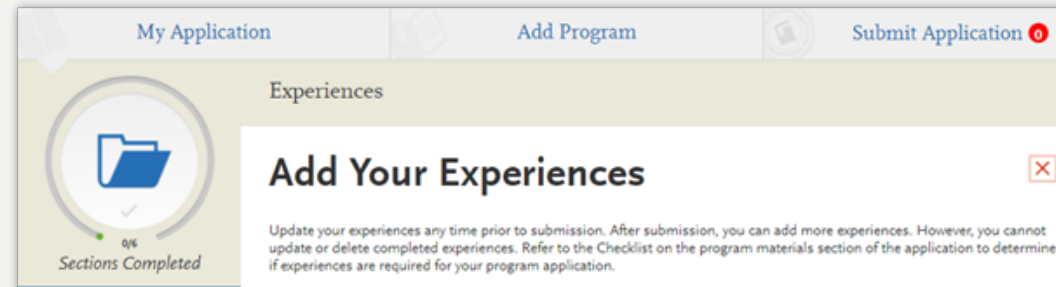 My Application
Add Program
Submit Application 0
Experiences
Add Your Experiences
Update your experiences any time prior to submission. After submission, you can add more experiences. However, you cannot
update or delete completed experiences. Refer to the Checklist on the program materials section of the application to determine
if experiences are required for your program application.
0/6
Sections Completed